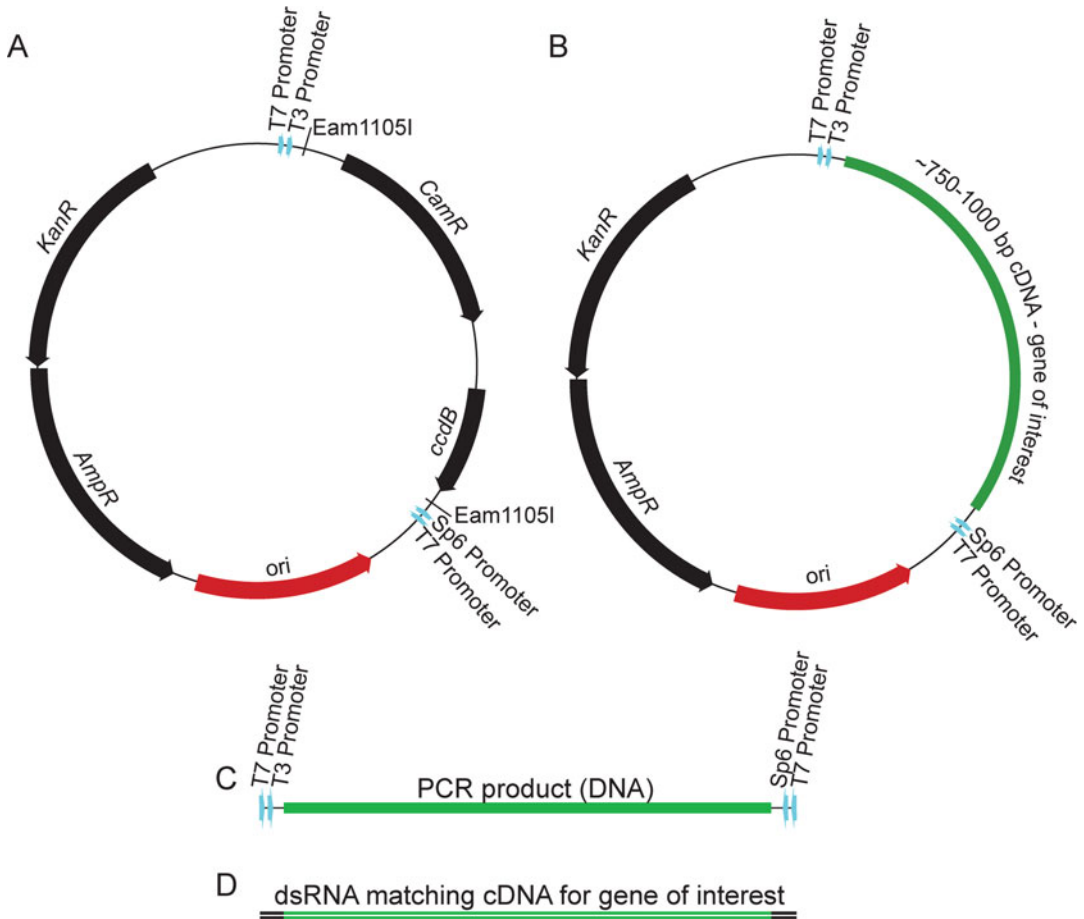 A
T7 Promoter
T3 Promoter
Eam1105I
CamR
ccdB
Eam1105I
Sp6 Promoter
T7 Promoter
ori
AmpR
KanR
B
T7 Promoter
T3 Promoter
~750-1000 bp cDNA - gene of interest
Sp6 Promoter
T7 Promoter
ori
AmpR
KanR
C
T7 Promoter
T3 Promoter
PCR product (DNA)
Sp6 Promoter
T7 Promoter
D
dsRNA matching cDNA for gene of interest